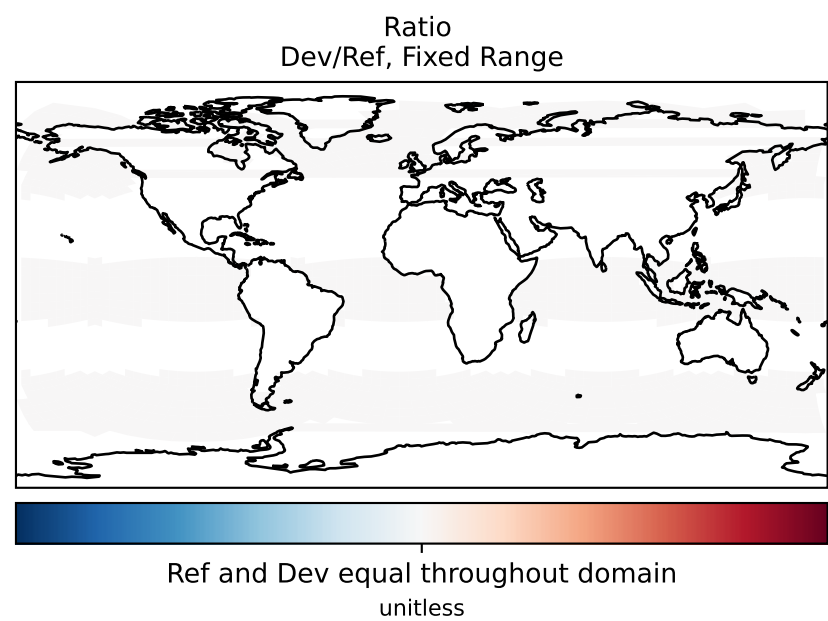 Ratio
Dev/Ref, Fixed Range
Ref and Dev equal throughout domain
unitless